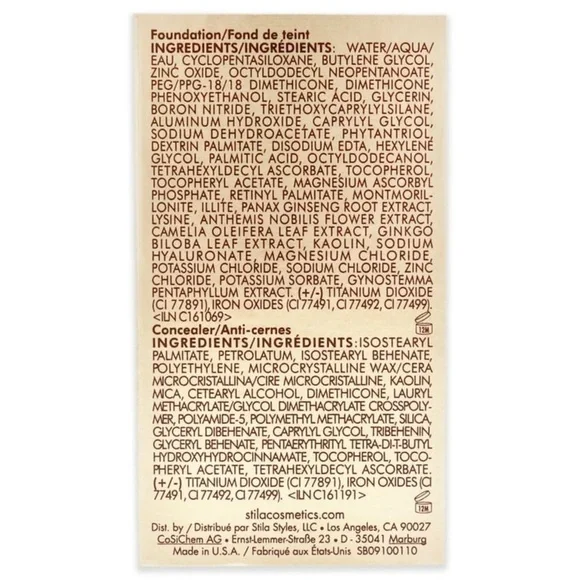 Foundation/Fond de teint
INGREDIENTS/INGRÉDIENTS: WATER/AQUA/
EAU, CYCLOPENTASILOXANE, BUTYLENE GLYCOL,
ZINC OXIDE, OCTYLDODECYL NEOPENTANOATE,
PEG/PPG-18/18 DIMETHICONE, DIMETHICONE,
PHENOXYETHANOL, STEARIC ACID, GLYCERIN,
BORON NITRIDE, TRIETHOXYCAPRYLYLSILANE,
ALUMINUM HYDROXIDE, CAPRYLYL GLYCOL,
SODIUM DEHYDROACETATE, PHYTANTRIOL,
DEXTRIN PALMITATE, DISODIUM EDTA, HEXYLENE
GLYCOL, PALMITIC ACID, OCTYLDODECANOL,
TETRAHEXYLDECYL ASCORBATE, TOCOPHEROL,
TOCOPHERYL ACETATE, MAGNESIUM ASCORBYL
PHOSPHATE, RETINYL PALMITATE, MONTMORIL-
LONITE, ILLITE, PANAX GINSENG ROOT EXTRACT,
LYSINE, ANTHEMIS NOBILIS FLOWER EXTRACT,
CAMELIA OLEIFERA LEAF EXTRACT, GINKGO
BILOBA LEAF EXTRACT, KAOLIN, SODIUM
HYALURONATE, MAGNESIUM CHLORIDE,
POTASSIUM CHLORIDE, SODIUM CHLORIDE, ZINC
CHLORIDE, POTASSIUM SORBATE, GYNOSTEMMA
PENTAPHYLLUM EXTRACT. (+/-) TITANIUM DIOXIDE
(CI 77891), IRON OXIDES (CI 77491, CI 77492, CI 77499).
<ILN C161069>
12M
Concealer/Anti-cernes
INGREDIENTS/INGRÉDIENTS:ISOSTEARYL
PALMITATE, PETROLATUM, ISOSTEARYL BEHENATE,
POLYETHYLENE, MICROCRYSTALLINE WAX/CERA
MICROCRISTALLINA/CIRE MICROCRISTALLINE, KAOLIN,
MICA, CETEARYL ALCOHOL, DIMETHICONE, LAURYL
METHACRYLATE/GLYCOL DIMETHACRYLATE CROSSPOLY-
MER, POLYAMIDE-5, POLYMETHYL METHACRYLATE, SILICA,
GLYCERYL DIBEHENATE, CAPRYLYL GLYCOL, TRIBEHENIN,
GLYCERYL BEHENATE, PENTAERYTHRITYL TETRA-DI-T-BUTYL
HYDROXYHYDROCINNAMATE, TOCOPHEROL, TOCO-
PHERYL ACETATE, TETRAHEXYLDECYL ASCORBATE.
(+/-) TITANIUM DIOXIDE (CI 77891), IRON OXIDES (CI
77491, CI 77492, CI 77499). <ILN C161191>
12M
stilacosmetics.com
Dist. by / Distribué par Stila Styles, LLC • Los Angeles, CA 90027
CoSiChem AG • Ernst-Lemmer-Straße 23 • D - 35041 Marburg
Made in U.S.A. / Fabriqué aux États-Unis SB09100110